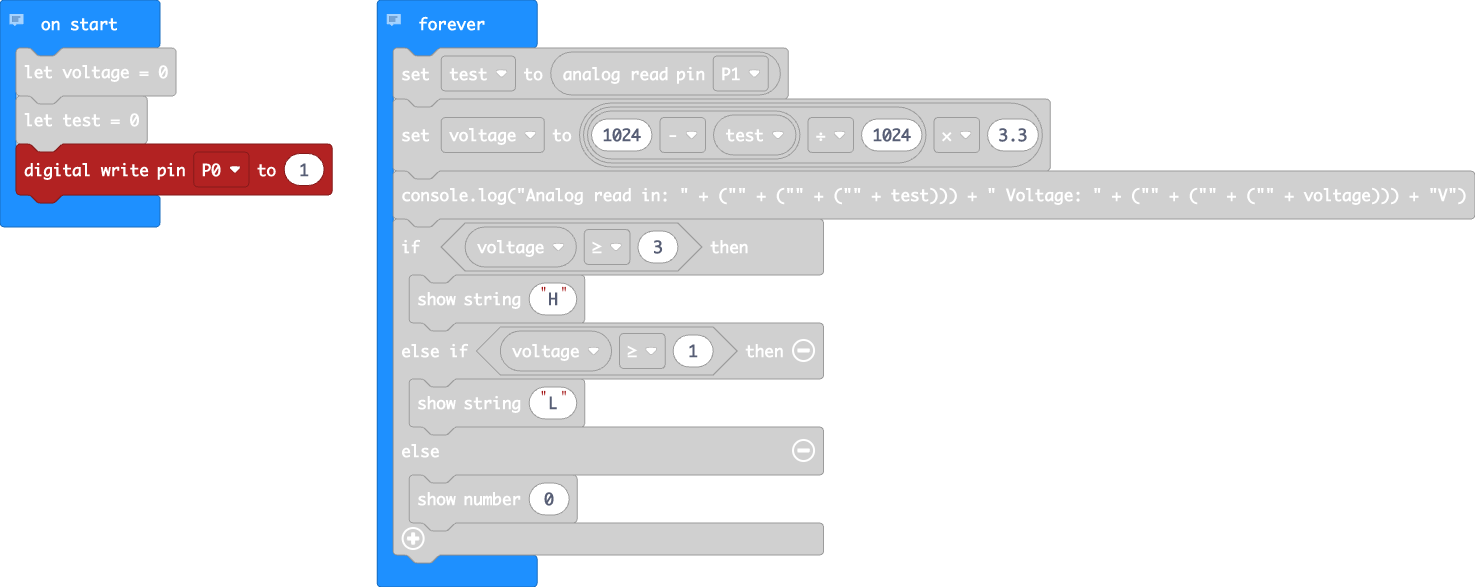 on start
let voltage = 0
let test = 0
digital write pin P0 to 1
forever
set test to analog read pin P1
set voltage to 1024 - test ÷ 1024 × 3.3
console.log("Analog read in: " + ("" + ("" + ("" + test))) + " Voltage: " + ("" + ("" + ("" + voltage))) + "V")
if voltage ≥ 3 then
show string "H"
else if voltage ≥ 1 then
show string "L"
else
show number 0